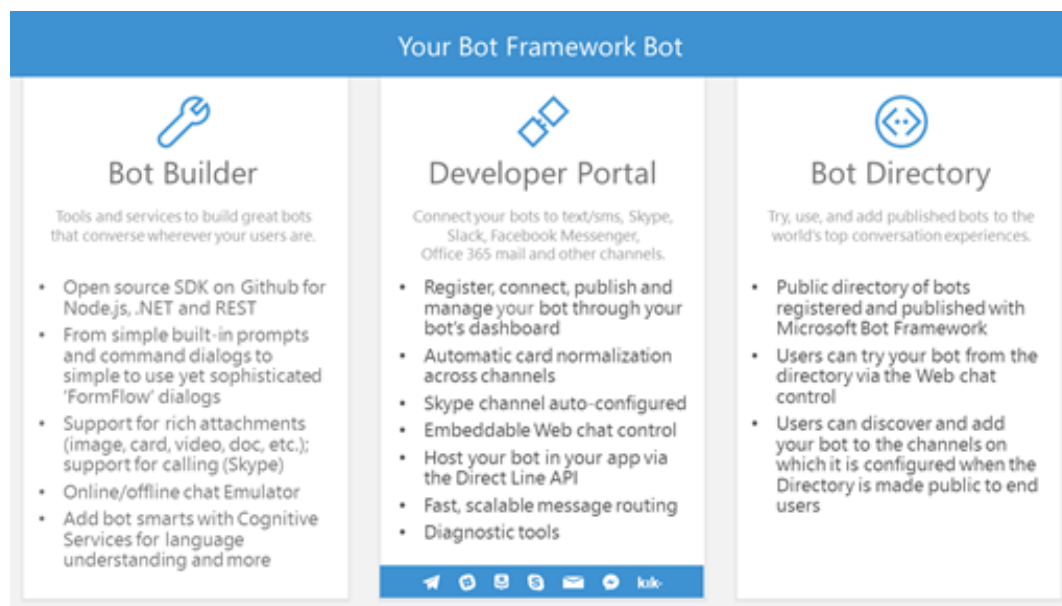 Your Bot Framework Bot
Bot Builder
Tools and services to build great bots
that converse wherever your users are.
• Open source SDK on Github for
Node.js, .NET and REST
• From simple built-in prompts
and command dialogs to
simple to use yet sophisticated
'FormFlow' dialogs
• Support for rich attachments
(image, card, video, doc, etc.);
support for calling (Skype)
• Online/offline chat Emulator
• Add bot smarts with Cognitive
Services for language
understanding and more
Developer Portal
Connect your bots to text/sms, Skype,
Slack, Facebook Messenger,
Office 365 mail and other channels.
• Register, connect, publish and
manage your bot through your
bot's dashboard
• Automatic card normalization
across channels
• Skype channel auto-configured
• Embeddable Web chat control
• Host your bot in your app via
the Direct Line API
• Fast, scalable message routing
• Diagnostic tools
kik·
Bot Directory
Try, use, and add published bots to the
world's top conversation experiences.
• Public directory of bots
registered and published with
Microsoft Bot Framework
• Users can try your bot from the
directory via the Web chat
control
• Users can discover and add
your bot to the channels on
which it is configured when the
Directory is made public to end
users